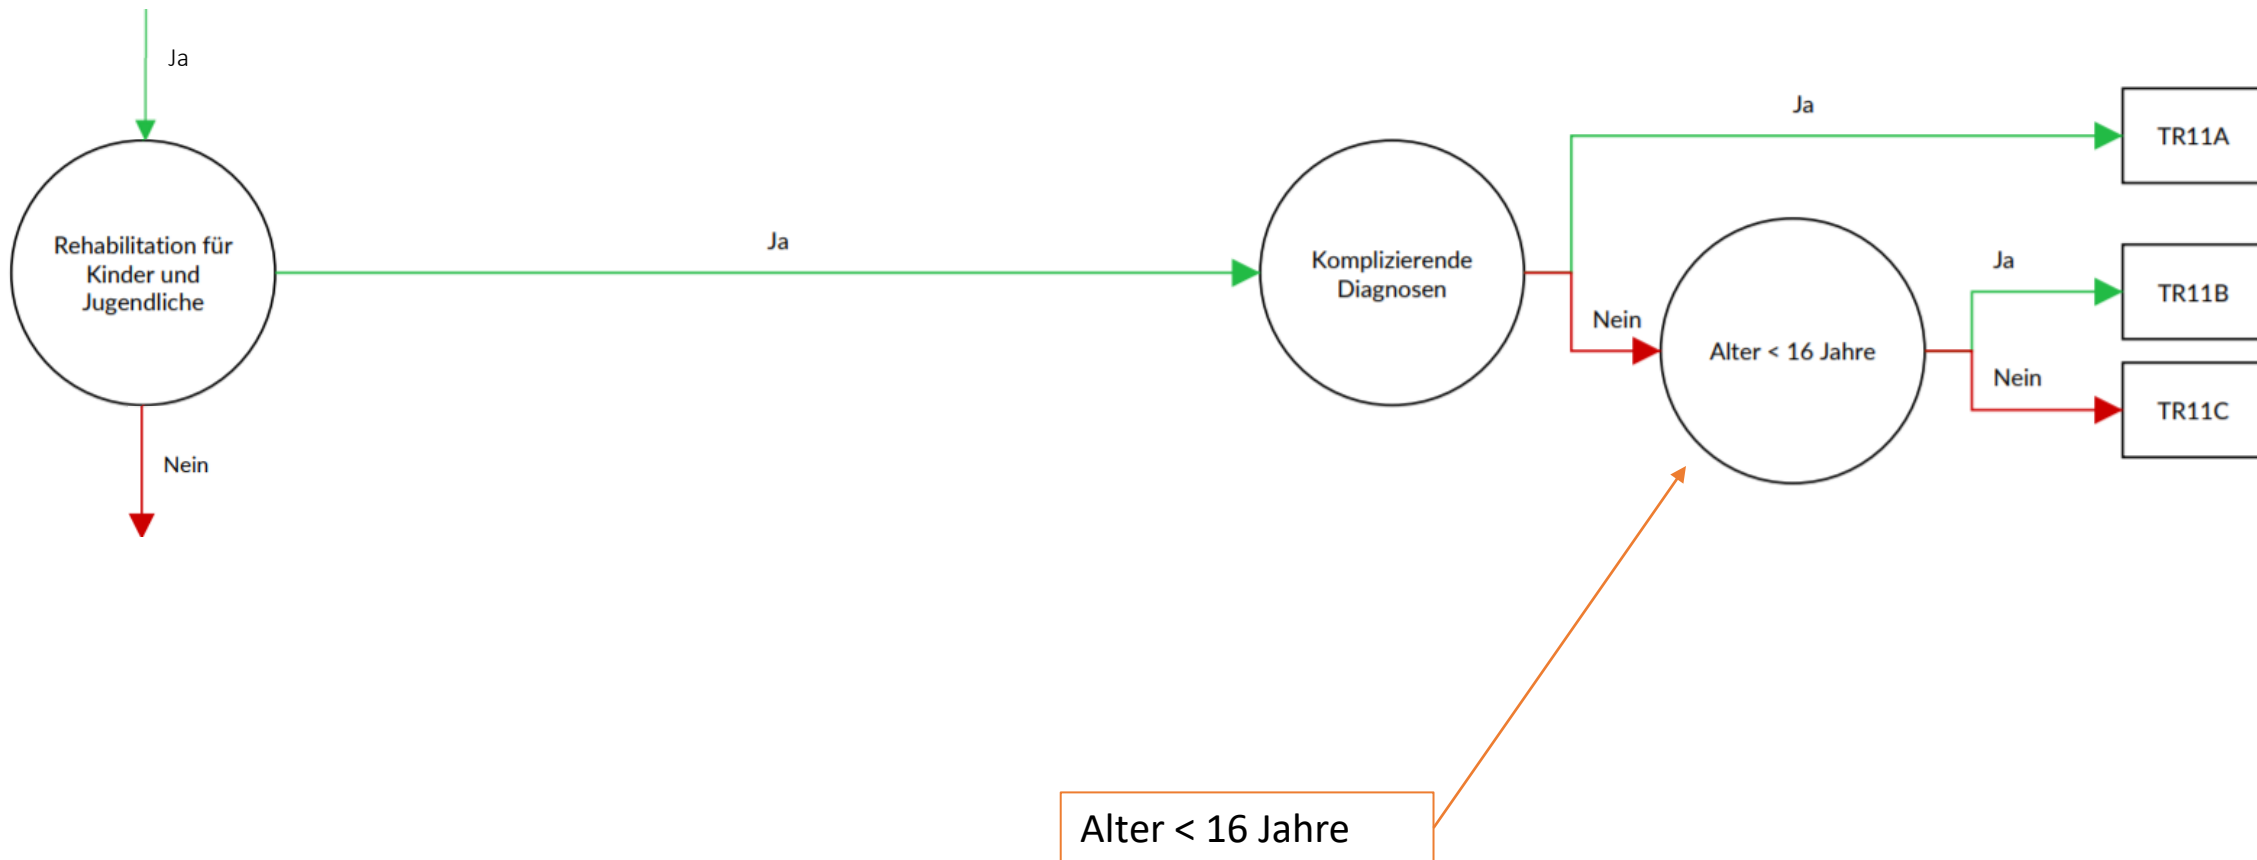 Ja
Ja
TR11A
Rehabilitation für
Kinder und
Jugendliche
Ja
Komplizierende
Diagnosen
Ja
TR11B
Nein
Alter < 16 Jahre
Nein
TR11C
Nein
Alter < 16 Jahre